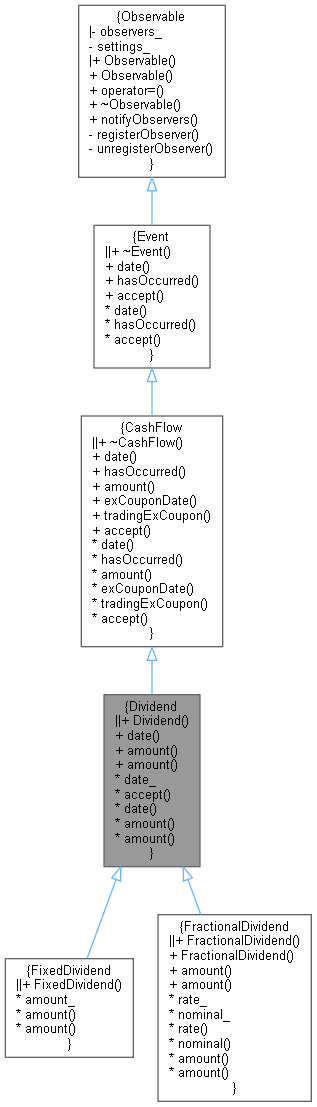 {Observable
|- observers_
- settings_
|+ Observable()
+ Observable()
+ operator=()
+ ~Observable()
+ notifyObservers()
- registerObserver()
- unregisterObserver()
}
{Event
||+ ~Event()
+ date()
+ hasOccurred()
+ accept()
* date()
* hasOccurred()
* accept()
}
{CashFlow
||+ ~CashFlow()
+ date()
+ hasOccurred()
+ amount()
+ exCouponDate()
+ tradingExCoupon()
+ accept()
* date()
* hasOccurred()
* amount()
* exCouponDate()
* tradingExCoupon()
* accept()
}
{Dividend
||+ Dividend()
+ date()
+ amount()
+ amount()
* date_
* accept()
* date()
* amount()
* amount()
}
{FixedDividend
||+ FixedDividend()
* amount_
* amount()
* amount()
}
{FractionalDividend
||+ FractionalDividend()
+ FractionalDividend()
+ amount()
+ amount()
* rate_
* nominal_
* rate()
* nominal()
* amount()
* amount()
}